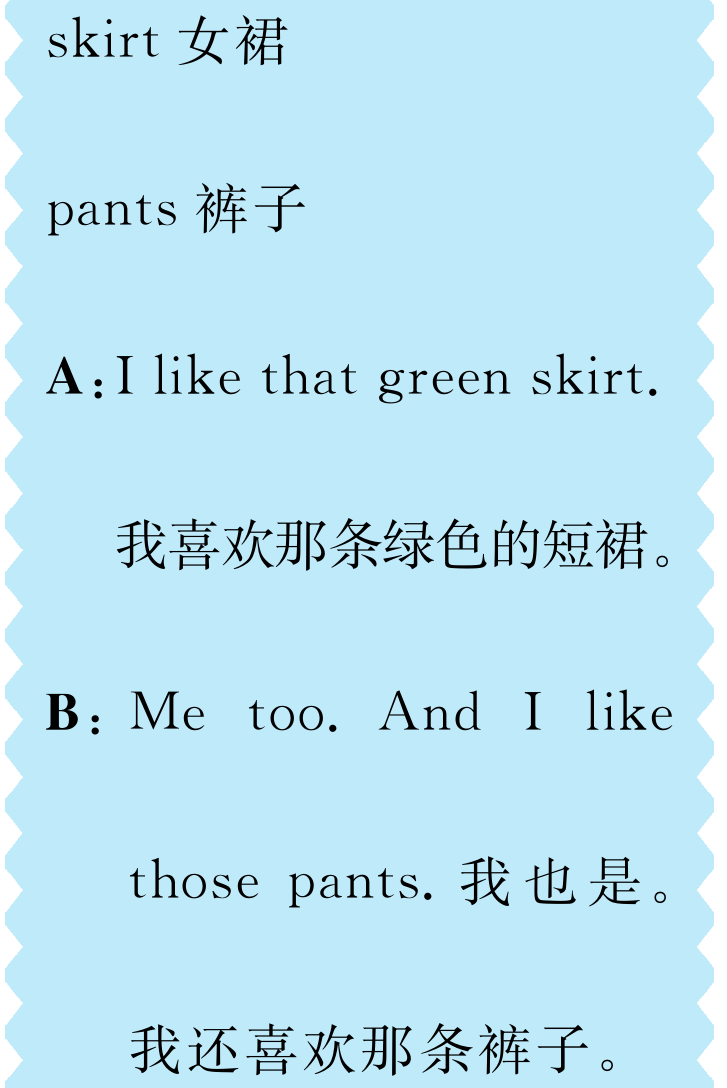 skirt 女裙
pants 裤子
A:I like that green skirt.
我喜欢那条绿色的短裙。
B: Me too. And I like
those pants. 我也是。
我还喜欢那条裤子。